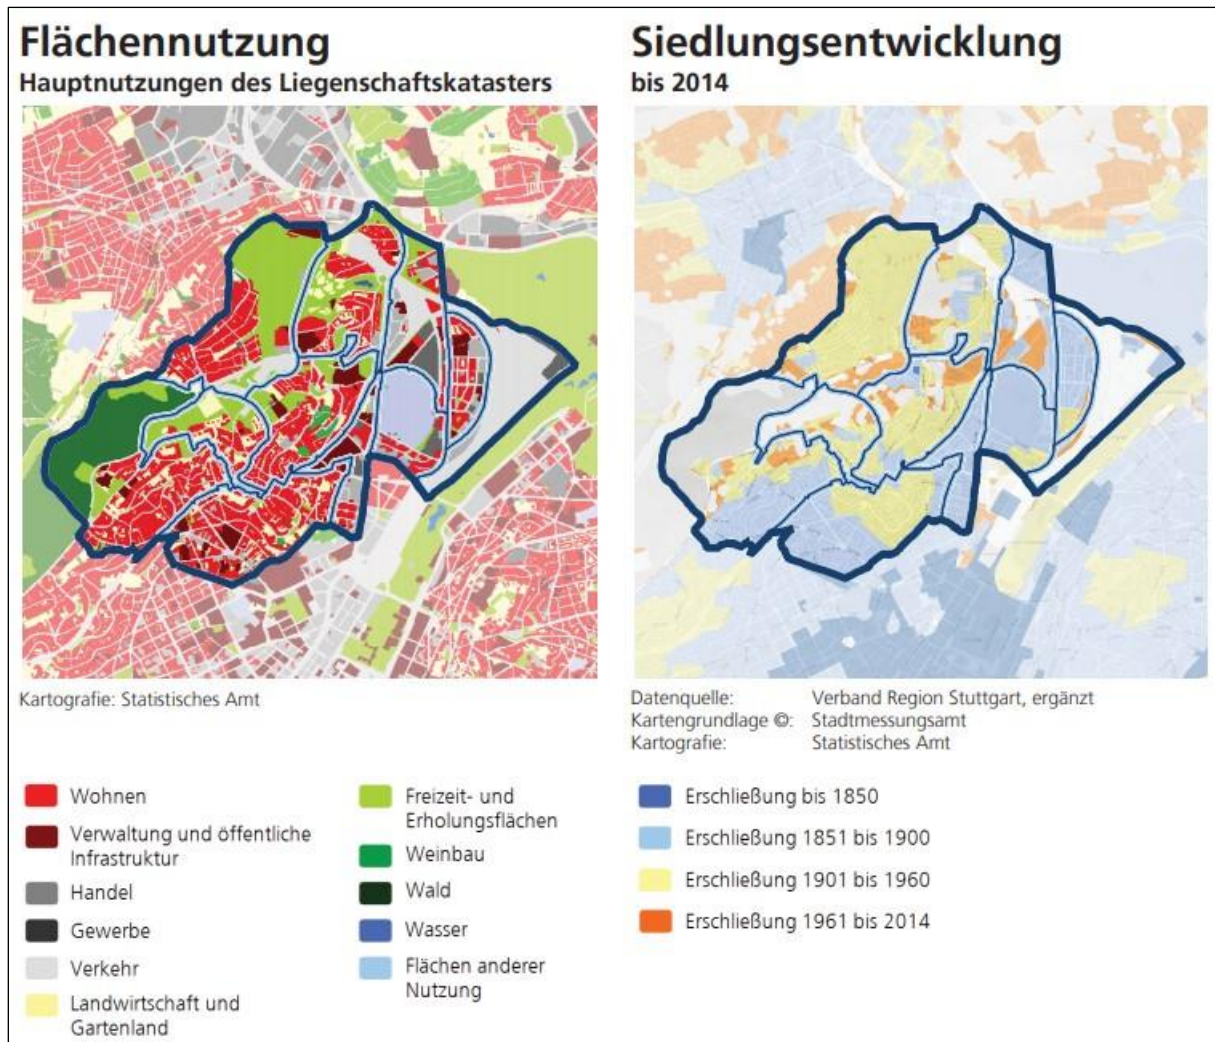 Flächennutzung
Hauptnutzungen des Liegenschaftskatasters
Kartografie: Statistisches Amt
Wohnen
Verwaltung und öffentliche
Infrastruktur
Handel
Gewerbe
Verkehr
Landwirtschaft und
Gartenland
Freizeit- und
Erholungsflächen
Weinbau
Wald
Wasser
Flächen anderer
Nutzung
Siedlungsentwicklung
bis 2014
Datenquelle: Verband Region Stuttgart, ergänzt
Kartengrundlage ©: Stadtmessungsamt
Kartografie: Statistisches Amt
Erschließung bis 1850
Erschließung 1851 bis 1900
Erschließung 1901 bis 1960
Erschließung 1961 bis 2014